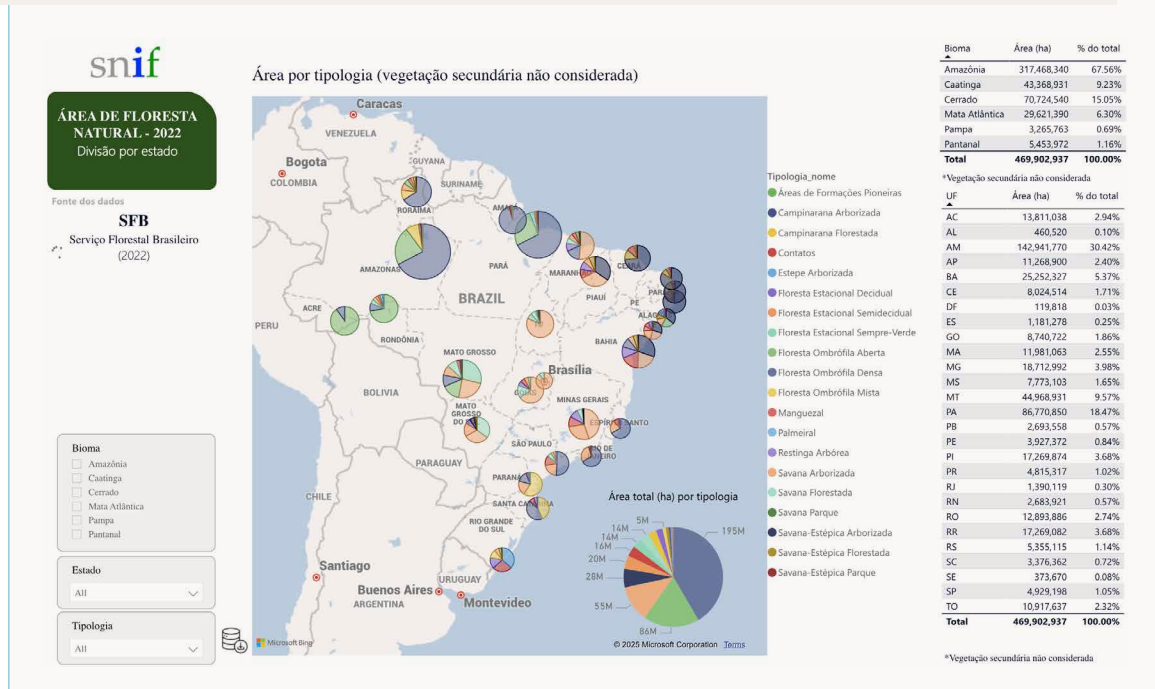 snif
ÁREA DE FLORESTA
NATURAL - 2022
Divisão por estado
Fonte dos dados
SFB
Serviço Florestal Brasileiro
(2022)
Bioma
Amazônia
Caatinga
Cerrado
Mata Atlântica
Pampa
Pantanal
Estado
All
Tipologia
All
Área por tipologia (vegetação secundária não considerada)
Caracas
VENEZUELA
Bogota
COLOMBIA
GUYANA
SURINAME
RORAIMA
AMAPÁ
AMAZONAS
PARÁ
MARANHÃO
CEARÁ
PIAUÍ
PE
BRAZIL
ACRE
PERU
RONDÔNIA
BAHIA
MATO GROSSO
Brasília
GOIÁS
BOLIVIA
MATO
GROSSO
MINAS GERAIS
ESPÍRITO SANTO
SÃO PAULO
RIO DE
JANEIRO
PARAGUAY
PARANÁ
CHILE
SANTA CATARINA
RIO GRANDE
DO SUL
Santiago
URUGUAY
Buenos Aires
ARGENTINA
Montevideo
Microsoft Bing
© 2025 Microsoft Corporation Terms
Área total (ha) por tipologia
195M
86M
55M
28M
20M
16M
14M
14M
5M
Tipologia_nome
Áreas de Formações Pioneiras
Campinarana Arborizada
Campinarana Florestada
Contatos
Estepe Arborizada
Floresta Estacional Decidual
Floresta Estacional Semidecidual
Floresta Estacional Sempre-Verde
Floresta Ombrófila Aberta
Floresta Ombrófila Densa
Floresta Ombrófila Mista
Manguezal
Palmeiral
Restinga Arbórea
Savana Arborizada
Savana Florestada
Savana Parque
Savana-Estépica Arborizada
Savana-Estépica Florestada
Savana-Estépica Parque
Bioma Área (ha) % do total
Amazônia 317,468,340 67.56%
Caatinga 43,368,931 9.23%
Cerrado 70,724,540 15.05%
Mata Atlântica 29,621,390 6.30%
Pampa 3,265,763 0.69%
Pantanal 5,453,972 1.16%
Total 469,902,937 100.00%
*Vegetação secundária não considerada
UF Área (ha) % do total
AC 13,811,038 2.94%
AL 460,520 0.10%
AM 142,941,770 30.42%
AP 11,268,900 2.40%
BA 25,252,327 5.37%
CE 8,024,514 1.71%
DF 119,818 0.03%
ES 1,181,278 0.25%
GO 8,740,722 1.86%
MA 11,981,063 2.55%
MG 18,712,992 3.98%
MS 7,773,103 1.65%
MT 44,968,931 9.57%
PA 86,770,850 18.47%
PB 2,693,558 0.57%
PE 3,927,372 0.84%
PI 17,269,874 3.68%
PR 4,815,317 1.02%
RJ 1,390,119 0.30%
RN 2,683,921 0.57%
RO 12,893,886 2.74%
RR 17,269,082 3.68%
RS 5,355,115 1.14%
SC 3,376,362 0.72%
SE 373,670 0.08%
SP 4,929,198 1.05%
TO 10,917,637 2.32%
Total 469,902,937 100.00%
*Vegetação secundária não considerada